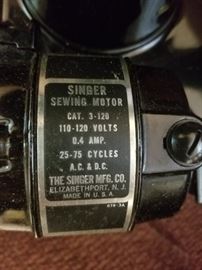 SINGER
SEWING MOTOR
CAT. 3-120
110-120 VOLTS
0.4 AMP.
25-75 CYCLES
A.C. & D.C.
THE SINGER MFG. CO.
ELIZABETHPORT, N. J.
MADE IN U. S. A.